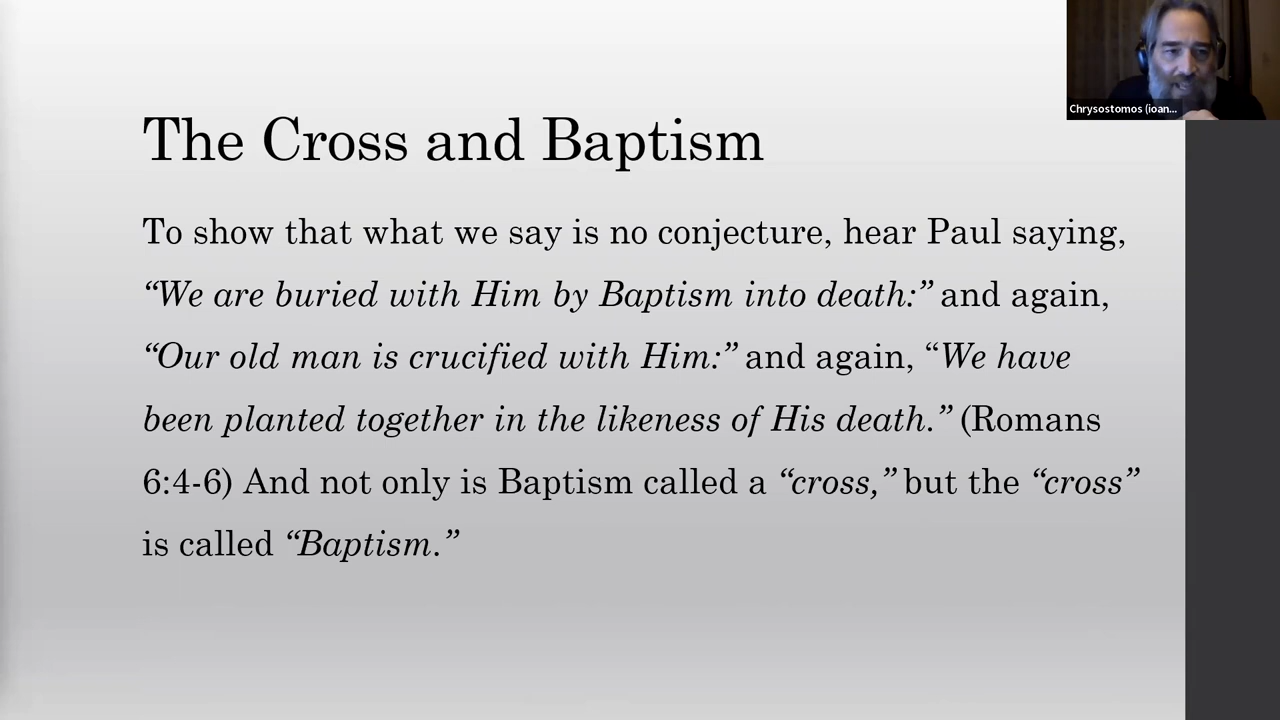 Chrysostomos (ioan...
The Cross and Baptism
To show that what we say is no conjecture, hear Paul saying,
“We are buried with Him by Baptism into death:” and again,
“Our old man is crucified with Him:” and again, “We have
been planted together in the likeness of His death.” (Romans
6:4-6) And not only is Baptism called a “cross,” but the “cross”
is called “Baptism.”